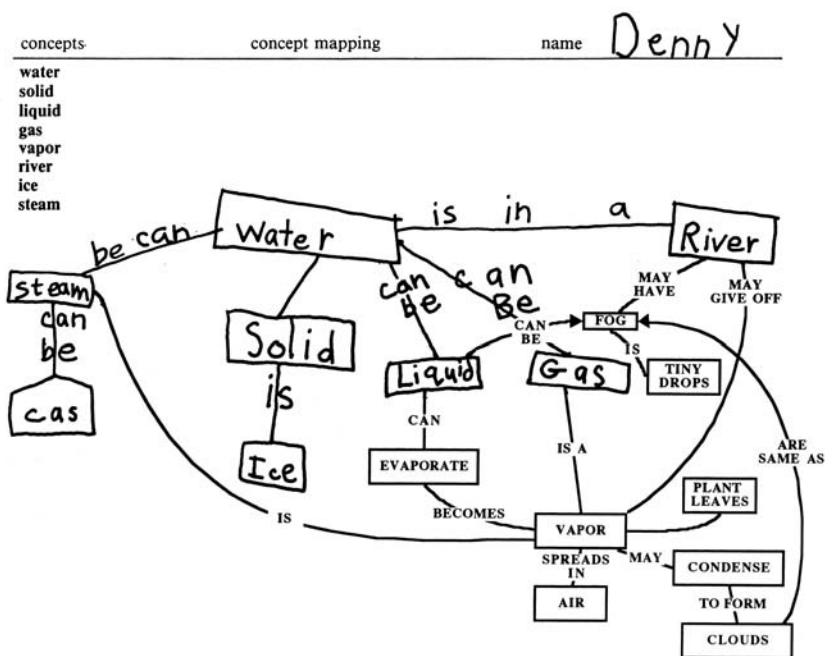 concepts concept mapping name Denny
water
solid
liquid
gas
vapor
river
ice
steam
Water
is in a
River
be can
steam
can
be
cas
Solid
is
Ice
can
be
Liquid
can
Be
Gas
CAN
BE
FOG
MAY
HAVE
MAY
GIVE OFF
IS
TINY
DROPS
CAN
EVAPORATE
BECOMES
IS A
IS
VAPOR
PLANT
LEAVES
ARE
SAME AS
SPREADS
IN
AIR
MAY
CONDENSE
TO FORM
CLOUDS